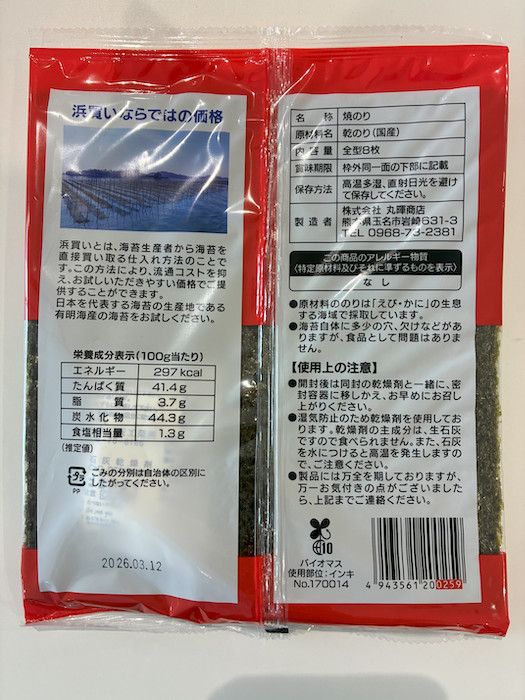 浜買いならではの価格
浜買いとは、海苔生産者から海苔を
直接買い取る仕入れ方法のことで
す。この方法により、流通コストを抑
え、お試しいただきやすい価格でご提
供することができます。
日本を代表する海苔の生産地である
有明海産の海苔をお試しください。
栄養成分表示(100g当たり)
エネルギー 297kcal
たんぱく質 41.4g
脂質 3.7g
炭水化物 44.3g
食塩相当量 1.3g
(推定値)
プラ
PP
ごみの分別は自治体の区別に
したがってください。
2026.03.12
名称 焼のり
原材料名 乾のり(国産)
内容量 全型8枚
賞味期限 枠外同一面の下部に記載
保存方法 高温多湿、直射日光を避け
て保存してください。
製造者 株式会社 丸暉商店
熊本県玉名市岩崎631-3
TEL 0968-73-2381
この商品のアレルギー物質
(特定原材料及びそれに準ずるものを表示)
なし
●原材料ののりは「えび・かに」の生息
する海域で採取しています。
●海苔自体に多少の穴、欠けなどがあ
りますが、食品として問題はありま
せん。
【使用上の注意】
●開封後は同封の乾燥剤と一緒に、密
封容器に移しかえ、お早めにお召し
上がりください。
●湿気防止のため乾燥剤を使用してお
ります。乾燥剤の主成分は、生石灰
ですので食べられません。また、石灰
を水につけると高温を発生しますの
で、ご注意ください。
●製品には万全を期しておりますが、
万一お気付きの点がございました
ら、上記までご連絡ください。
バイオマス
使用部位:インキ
No.170014
4 943561 200259